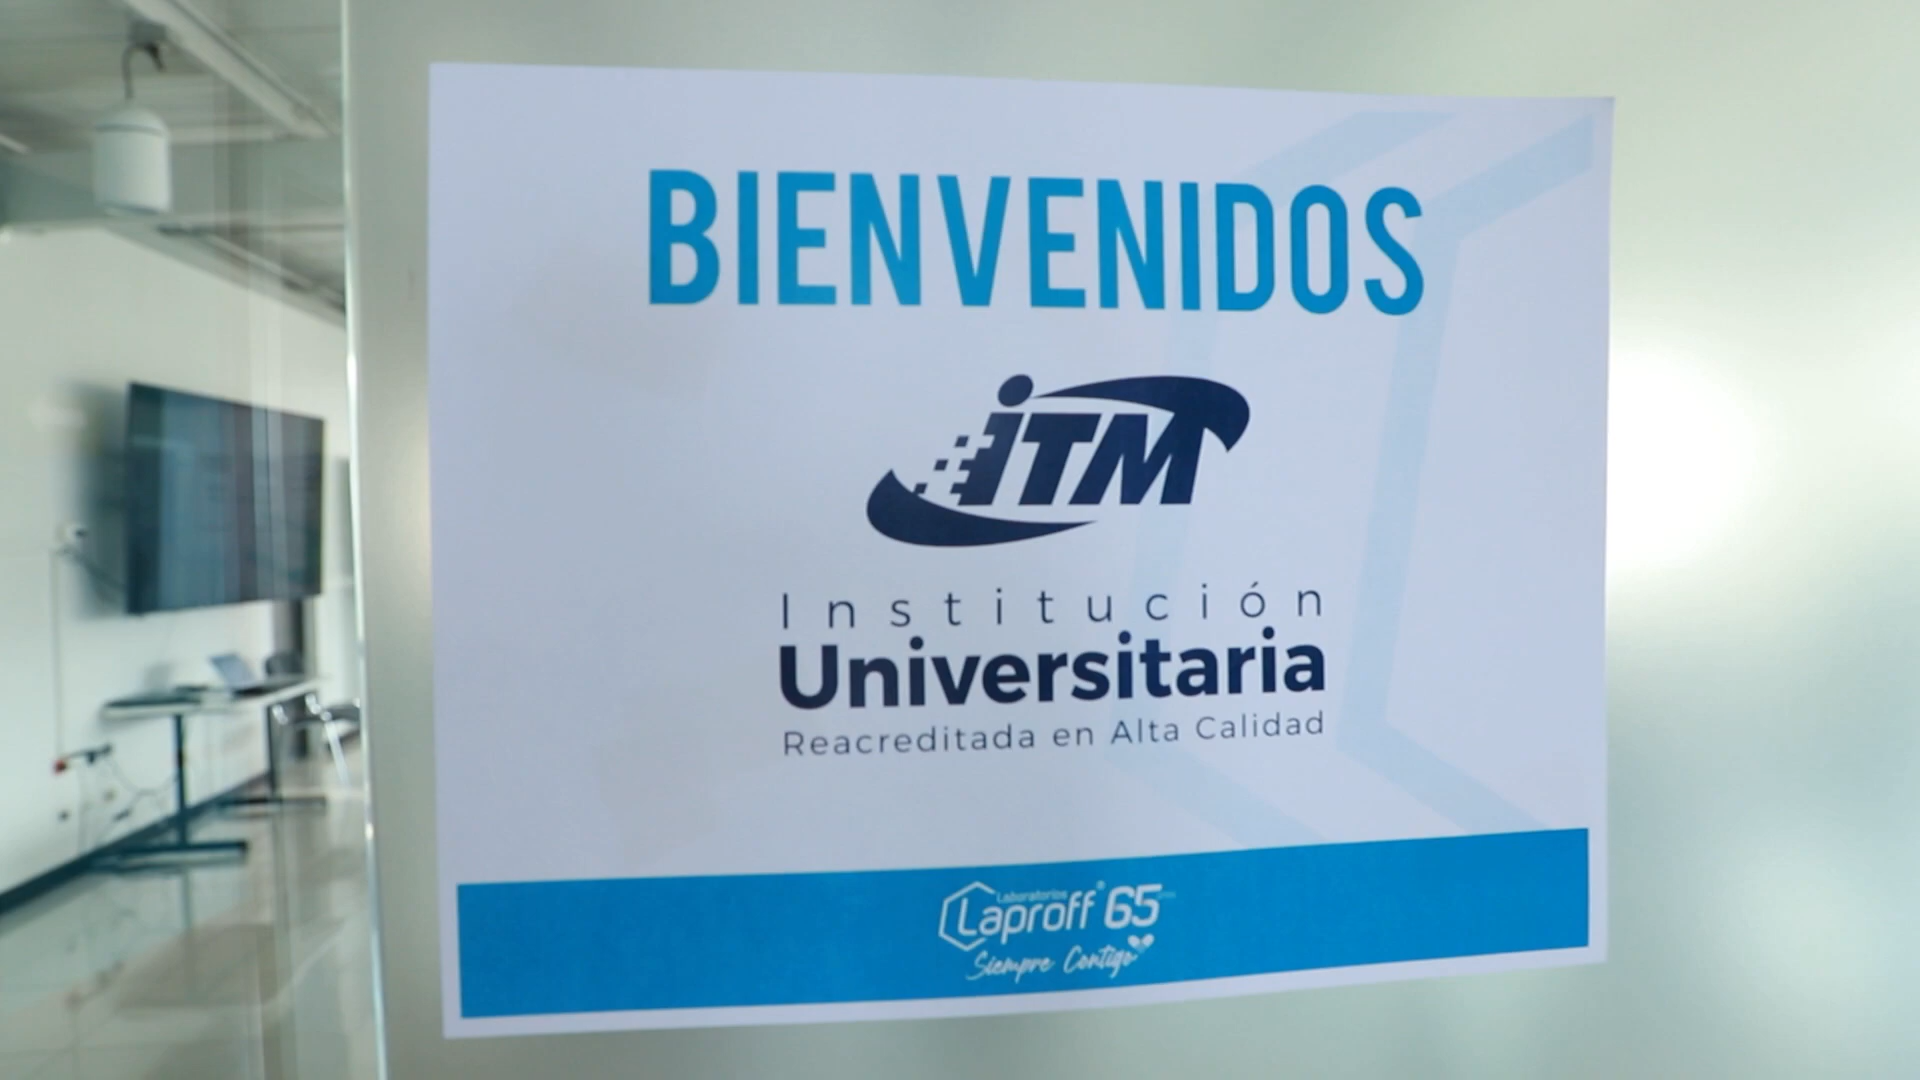 BIENVENIDOS
iTM
Institución
Universitaria
Reacreditada en Alta Calidad
Laboratorios
Laproff® 65
Siempre Contigo